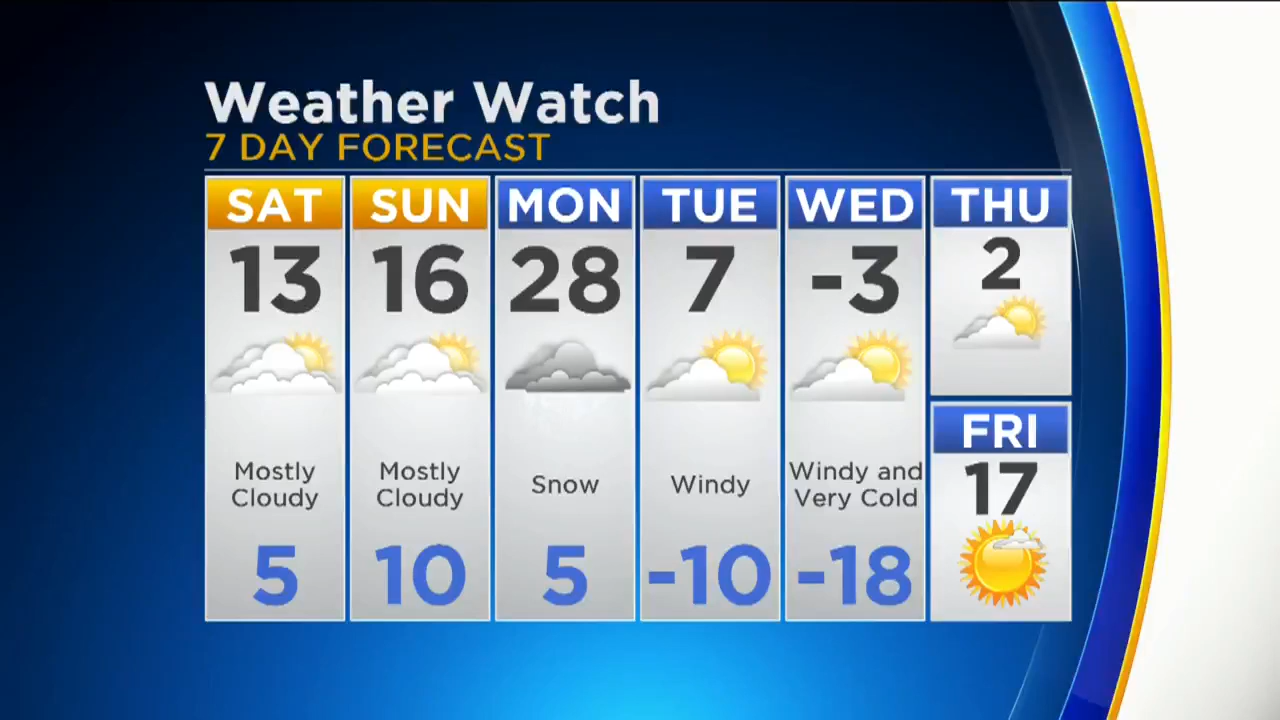 Weather Watch
7 DAY FORECAST
SAT
13
Mostly
Cloudy
5
SUN
16
Mostly
Cloudy
10
MON
28
Snow
5
TUE
7
Windy
-10
WED
-3
Windy and
Very Cold
-18
THU
2
FRI
17